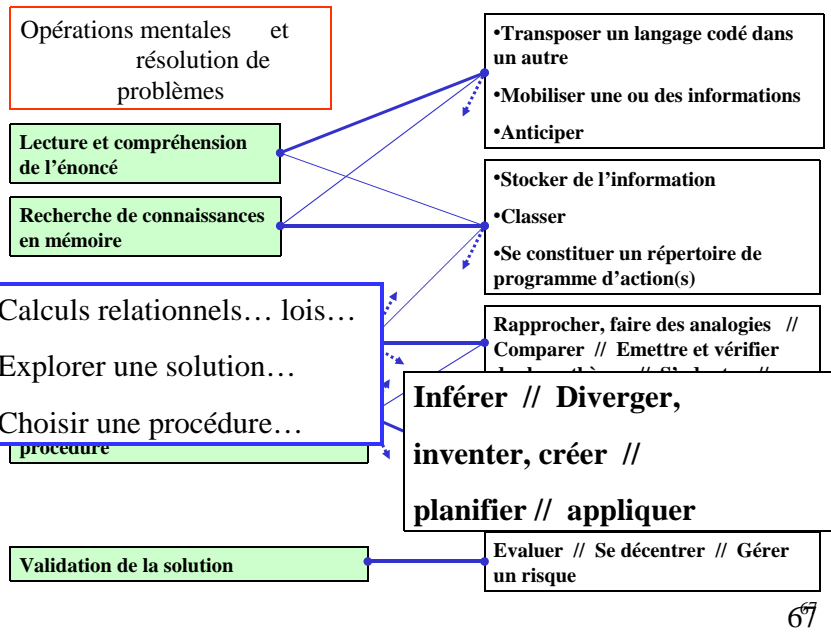 Opérations mentales et
résolution de
problèmes
Lecture et compréhension
de l’énoncé
Recherche de connaissances
en mémoire
Calculs relationnels… lois…
Explorer une solution…
Choisir une procédure…
procédure
Validation de la solution
•Transposer un langage codé dans
un autre
•Mobiliser une ou des informations
•Anticiper
•Stocker de l’information
•Classer
•Se constituer un répertoire de
programme d’action(s)
Rapprocher, faire des analogies //
Comparer // Emettre et vérifier
Inférer // Diverger,
inventer, créer //
planifier // appliquer
Evaluer // Se décentrer // Gérer
un risque
67
67